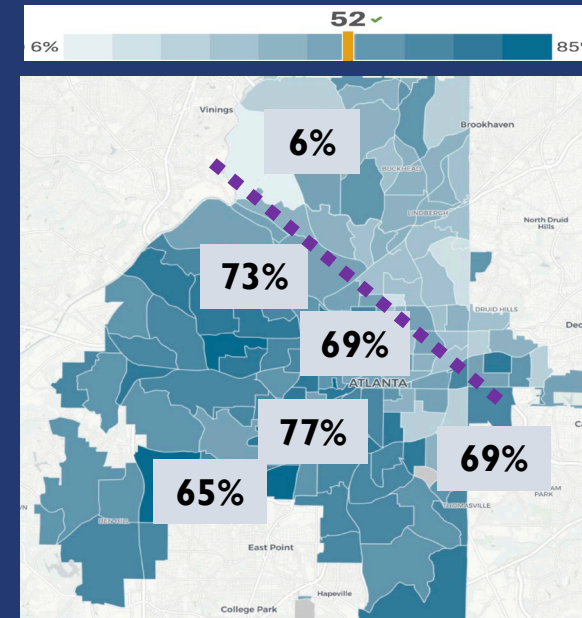 52
6%
85%
Vinings
6%
Brookhaven
BUCKHEAD
LINDBERGH
North Druid
Hills
73%
DRUID HILLS
69%
ATLANTA
77%
69%
65%
PARK
THOMASVILLE
BEN HILL
East Point
Hapeville
College Park